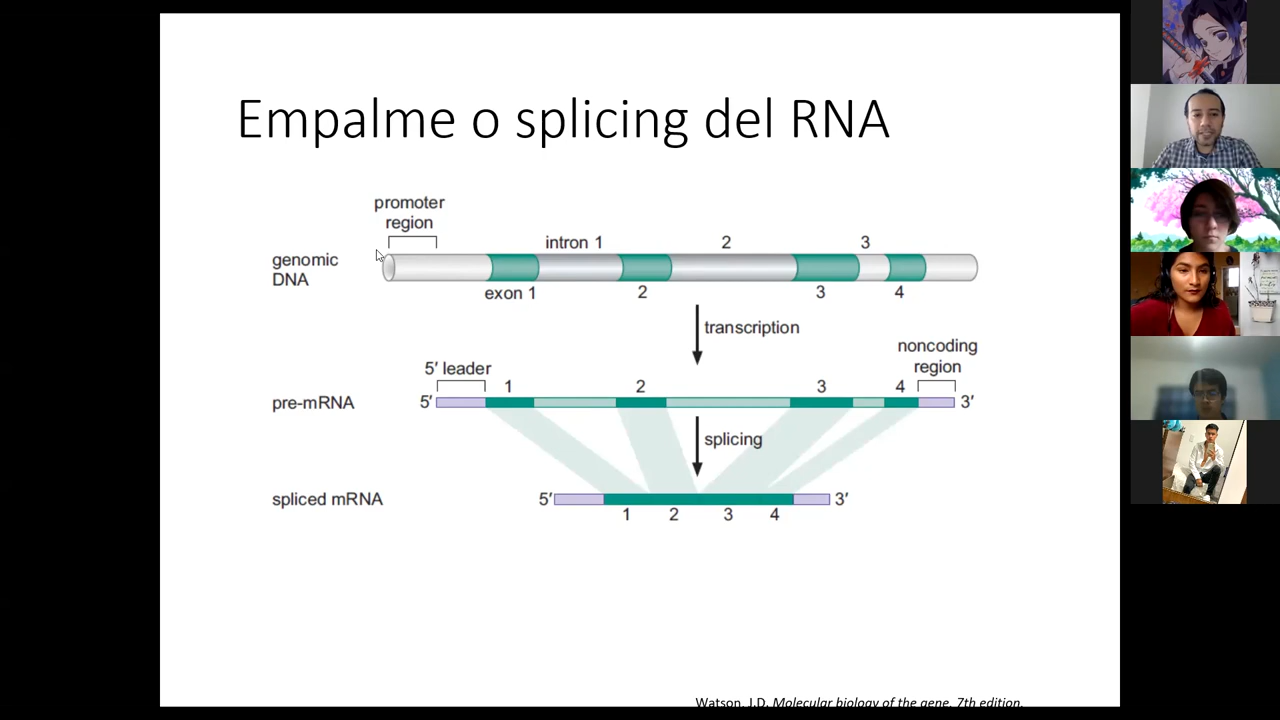 Empalme o splicing del RNA
promoter
region
intron 1
2
3
genomic
DNA
exon 1
2
3
4
transcription
noncoding
region
5′ leader
1
2
3
4
pre-mRNA
5′
3′
splicing
spliced mRNA
5′
3′
1
2
3
4
Watson, J.D. Molecular biology of the gene. 7th edition.